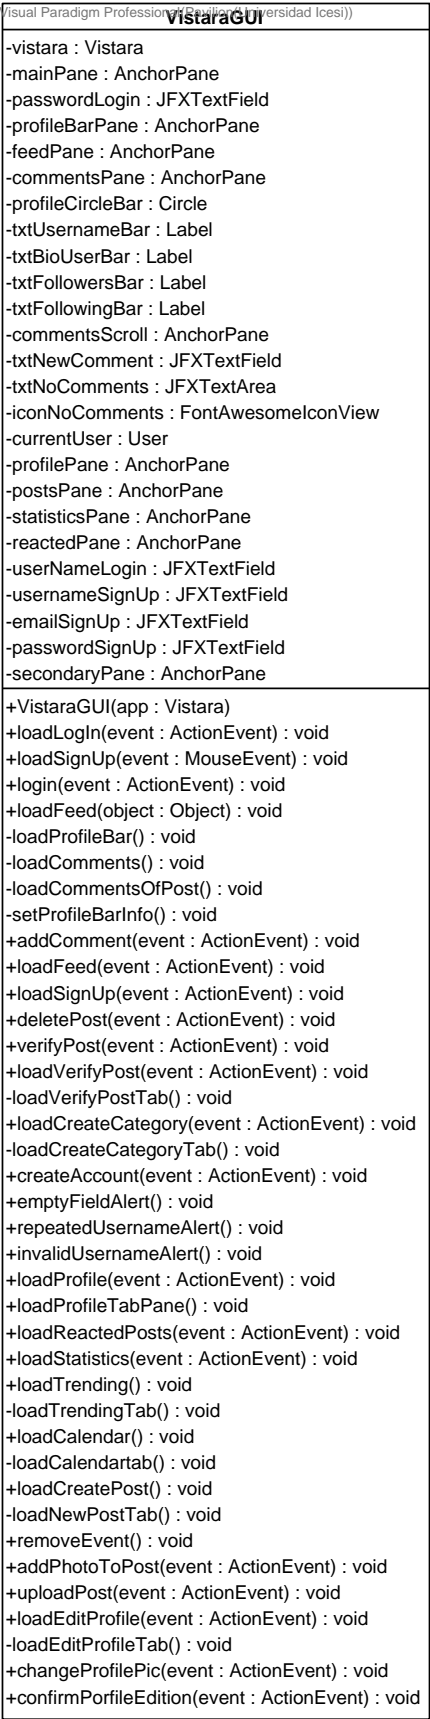 Visual Paradigm Professional(Pavilion(Universidad Icesi))
VistaraGUI
-vistara : Vistara
-mainPane : AnchorPane
-passwordLogin : JFXTextField
-profileBarPane : AnchorPane
-feedPane : AnchorPane
-commentsPane : AnchorPane
-profileCircleBar : Circle
-txtUsernameBar : Label
-txtBioUserBar : Label
-txtFollowersBar : Label
-txtFollowingBar : Label
-commentsScroll : AnchorPane
-txtNewComment : JFXTextField
-txtNoComments : JFXTextArea
-iconNoComments : FontAwesomeIconView
-currentUser : User
-profilePane : AnchorPane
-postsPane : AnchorPane
-statisticsPane : AnchorPane
-reactedPane : AnchorPane
-userNameLogin : JFXTextField
-usernameSignUp : JFXTextField
-emailSignUp : JFXTextField
-passwordSignUp : JFXTextField
-secondaryPane : AnchorPane
+VistaraGUI(app : Vistara)
+loadLogIn(event : ActionEvent) : void
+loadSignUp(event : MouseEvent) : void
+login(event : ActionEvent) : void
+loadFeed(object : Object) : void
-loadProfileBar() : void
-loadComments() : void
-loadCommentsOfPost() : void
-setProfileBarInfo() : void
+addComment(event : ActionEvent) : void
+loadFeed(event : ActionEvent) : void
+loadSignUp(event : ActionEvent) : void
+deletePost(event : ActionEvent) : void
+verifyPost(event : ActionEvent) : void
+loadVerifyPost(event : ActionEvent) : void
-loadVerifyPostTab() : void
+loadCreateCategory(event : ActionEvent) : void
-loadCreateCategoryTab() : void
+createAccount(event : ActionEvent) : void
+emptyFieldAlert() : void
+repeatedUsernameAlert() : void
+invalidUsernameAlert() : void
+loadProfile(event : ActionEvent) : void
+loadProfileTabPane() : void
+loadReactedPosts(event : ActionEvent) : void
+loadStatistics(event : ActionEvent) : void
+loadTrending() : void
-loadTrendingTab() : void
+loadCalendar() : void
-loadCalendartab() : void
+loadCreatePost() : void
-loadNewPostTab() : void
+removeEvent() : void
+addPhotoToPost(event : ActionEvent) : void
+uploadPost(event : ActionEvent) : void
+loadEditProfile(event : ActionEvent) : void
-loadEditProfileTab() : void
+changeProfilePic(event : ActionEvent) : void
+confirmPorfileEdition(event : ActionEvent) : void